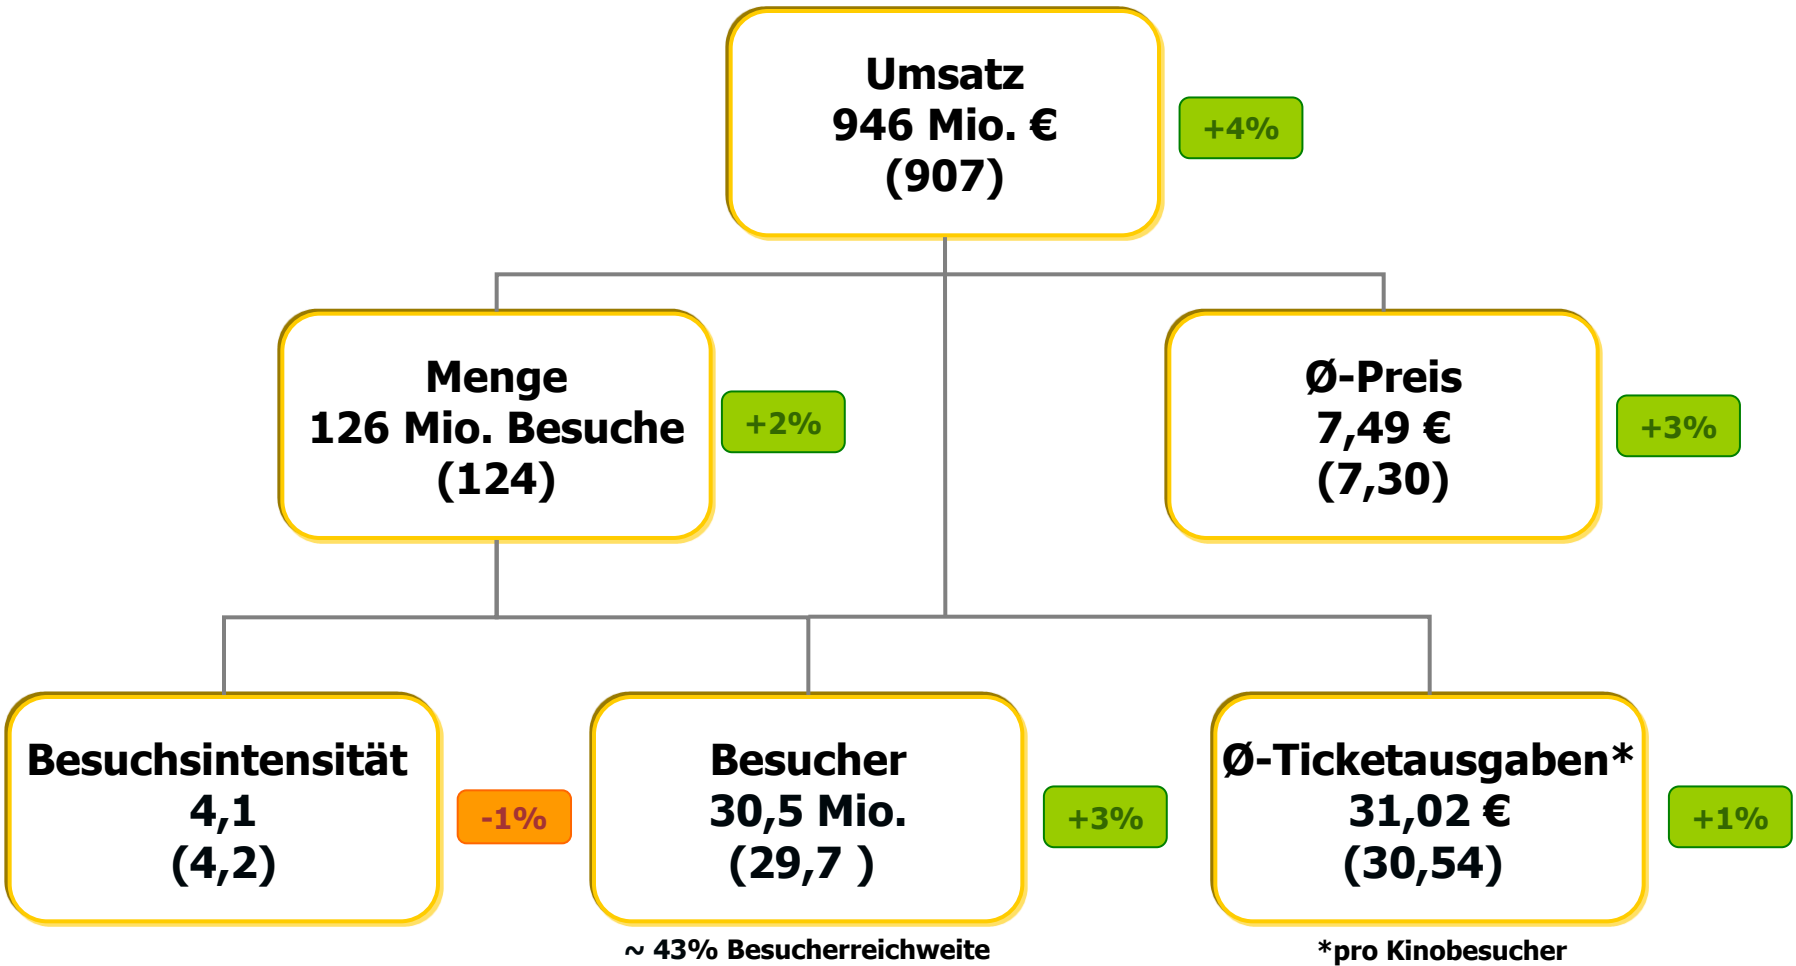 Umsatz
946 Mio. €
(907)
+4%
Menge
126 Mio. Besuche
(124)
+2%
Ø-Preis
7,49 €
(7,30)
+3%
Besuchsintensität
4,1
(4,2)
-1%
Besucher
30,5 Mio.
(29,7 )
+3%
Ø-Ticketausgaben*
31,02 €
(30,54)
+1%
~ 43% Besucherreichweite
*pro Kinobesucher